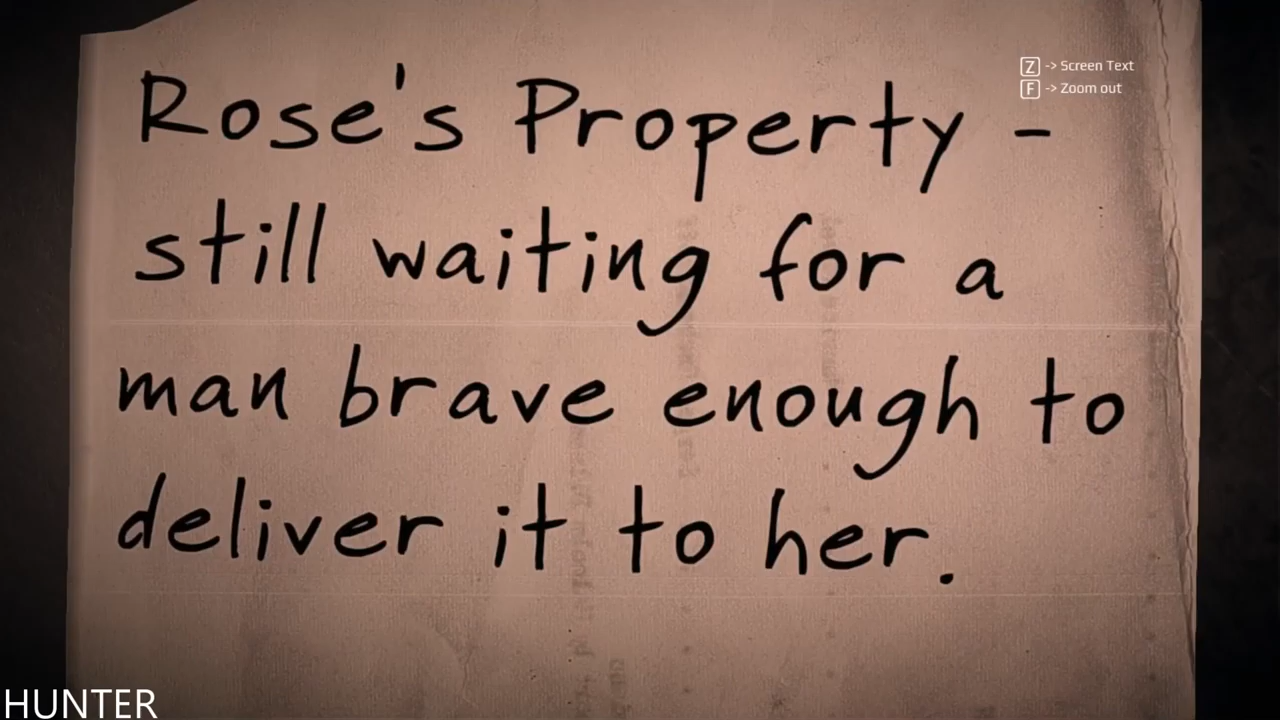 Rose's Property -
still waiting for a
man brave enough to
deliver it to her.
Z -> Screen Text
F -> Zoom out
HUNTER